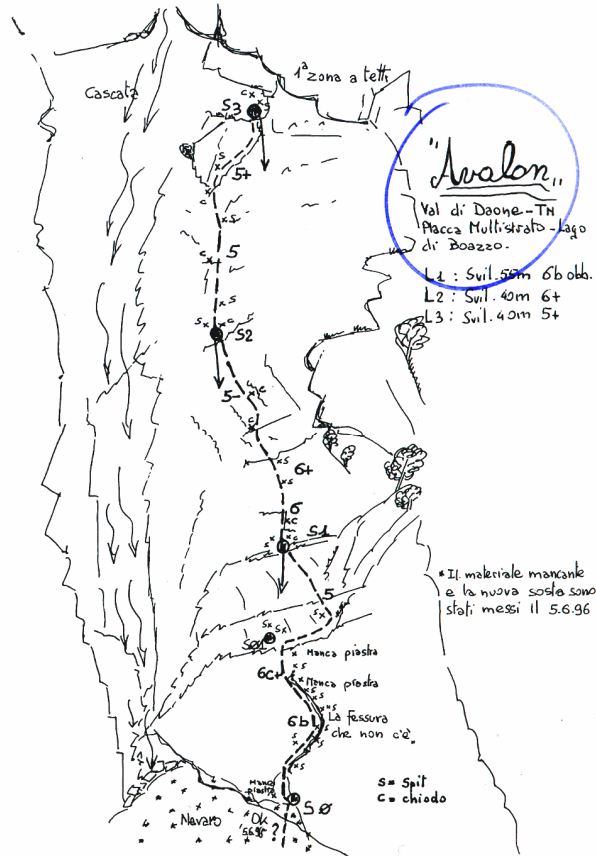 Cascata
1ª zona a tetti
c x
S3
s
5+
"Avalon"
Val di Daone-TN
Placca Multistrato-Lago
di Boazzo.
L1: Svil.55m 6b obb.
L2: Svil.40m 6+
L3: Svil.40m 5+
s
5
c
s
s x x c
S2
5-
c
c
s
6+
s
6
c
S1
s x x c
5
s x
*Il materiale mancante
e la nuova sosta sono
stati messi il 5.6.96
s x s x
S01
Manca piastra
s
6c+
Manca piastra
s
s
6b
La fessura
che non c'è"
s
s
s
Manca
piastra
S = Spit
C = chiodo
SØ
Nevaio
Ok
5.6.96
?